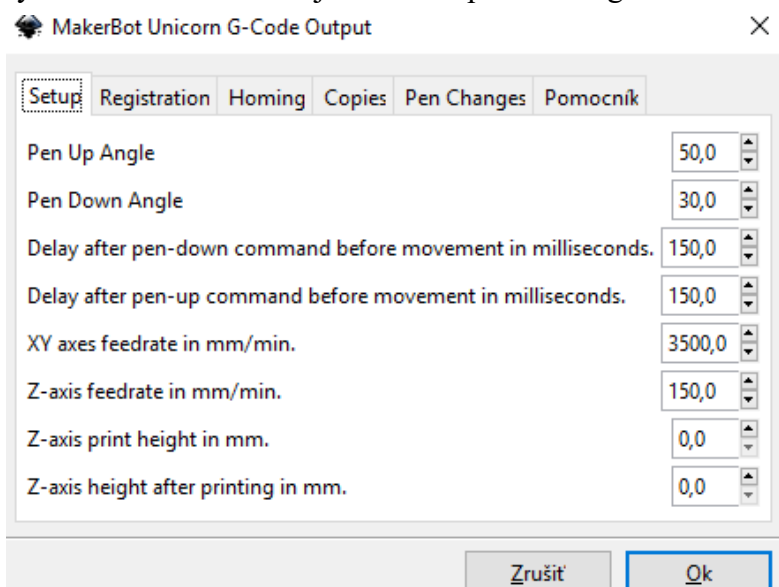 MakerBot Unicorn G-Code Output
Setup Registration Homing Copies Pen Changes Pomocník
Pen Up Angle 50,0
Pen Down Angle 30,0
Delay after pen-down command before movement in milliseconds. 150,0
Delay after pen-up command before movement in milliseconds. 150,0
XY axes feedrate in mm/min. 3500,0
Z-axis feedrate in mm/min. 150,0
Z-axis print height in mm. 0,0
Z-axis height after printing in mm. 0,0
Zrušiť Ok